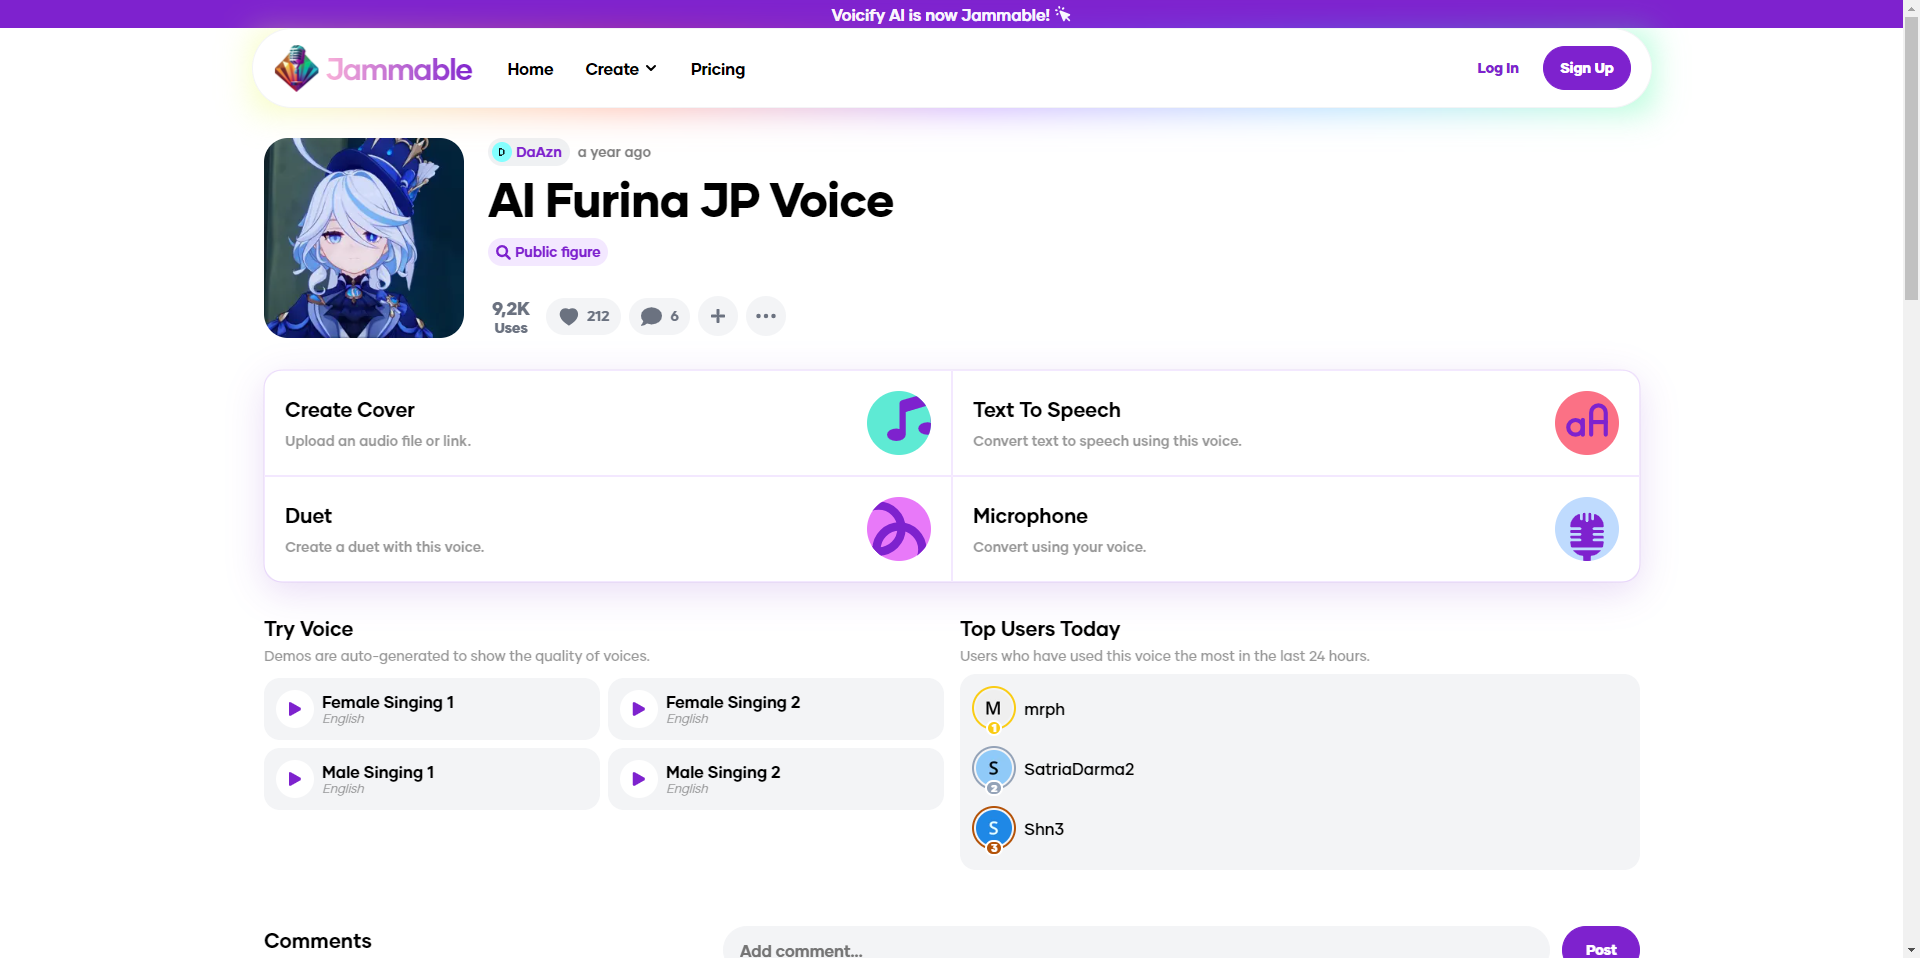 Voicify AI is now Jammable!
Jammable
Home
Create
Pricing
Log In
Sign Up
D DaAzn a year ago
AI Furina JP Voice
Public figure
9,2K
Uses
212
6
Create Cover
Upload an audio file or link.
Text To Speech
Convert text to speech using this voice.
aA
Duet
Create a duet with this voice.
Microphone
Convert using your voice.
Try Voice
Demos are auto-generated to show the quality of voices.
Female Singing 1
English
Female Singing 2
English
Male Singing 1
English
Male Singing 2
English
Top Users Today
Users who have used this voice the most in the last 24 hours.
M
1
mrph
S
2
SatriaDarma2
S
3
Shn3
Comments
Add comment...
Post